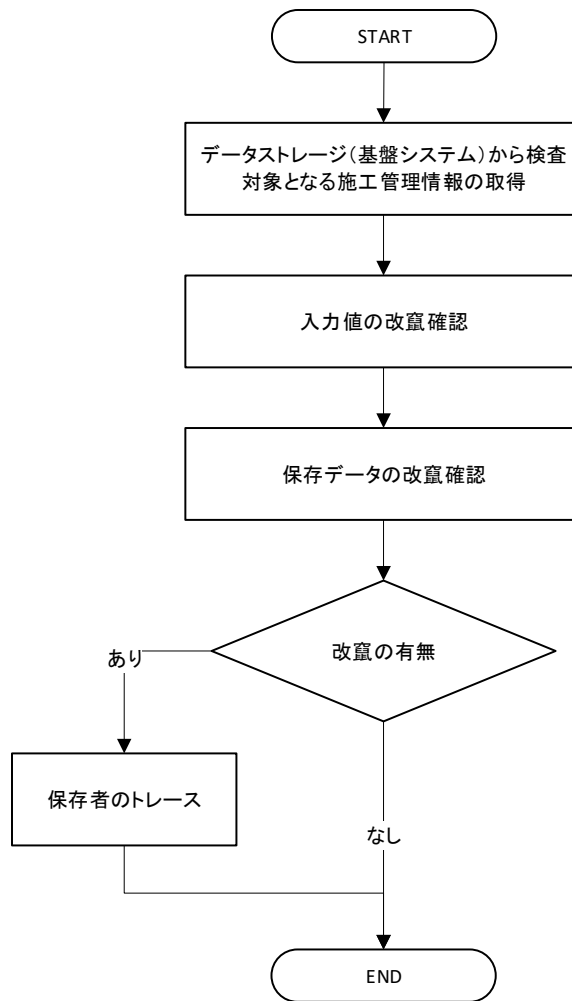 START
データストレージ（基盤システム）から検査
対象となる施工管理情報の取得
入力値の改竄確認
保存データの改竄確認
改竄の有無
あり
保存者のトレース
なし
END